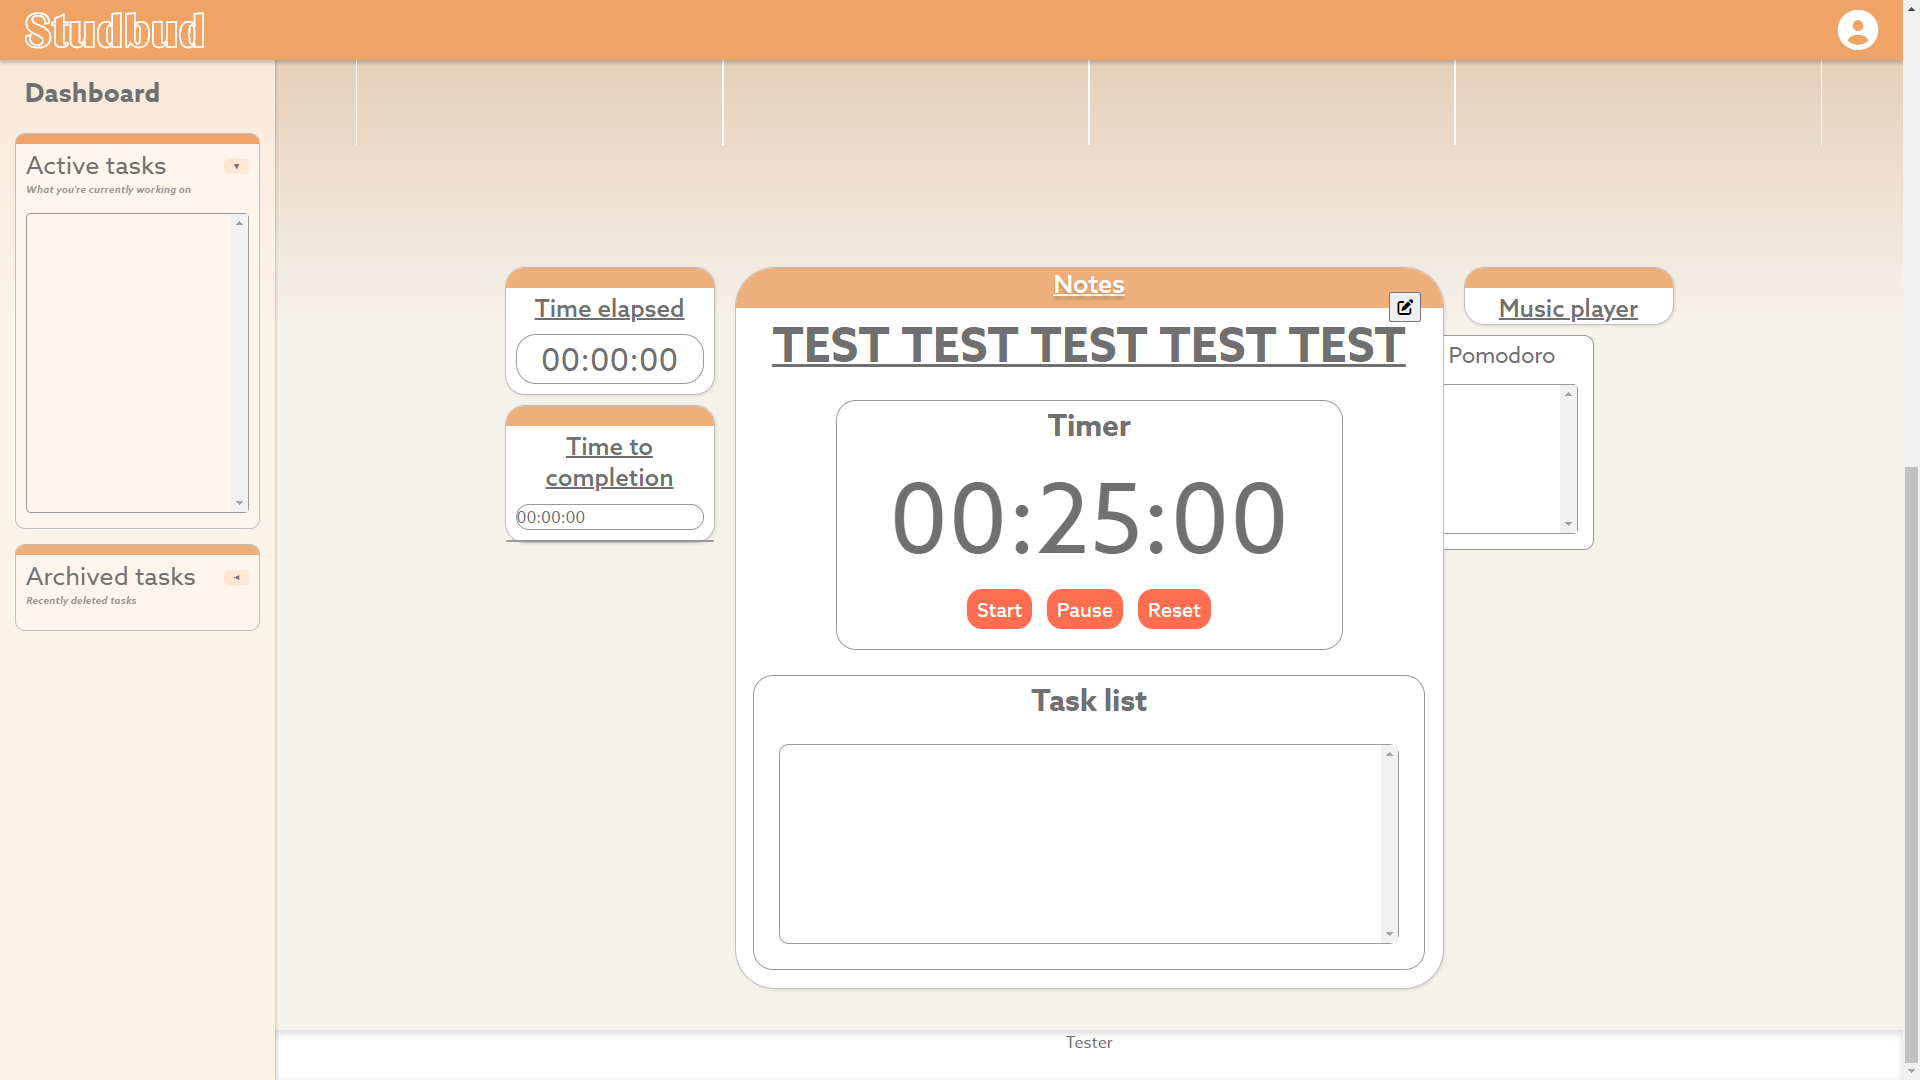 Studbud
Dashboard
Active tasks
What you're currently working on
Archived tasks
Recently deleted tasks
Time elapsed
00:00:00
Time to
completion
00:00:00
Notes
TEST TEST TEST TEST TEST
Timer
00:25:00
Start Pause Reset
Task list
Music player
Pomodoro
Tester